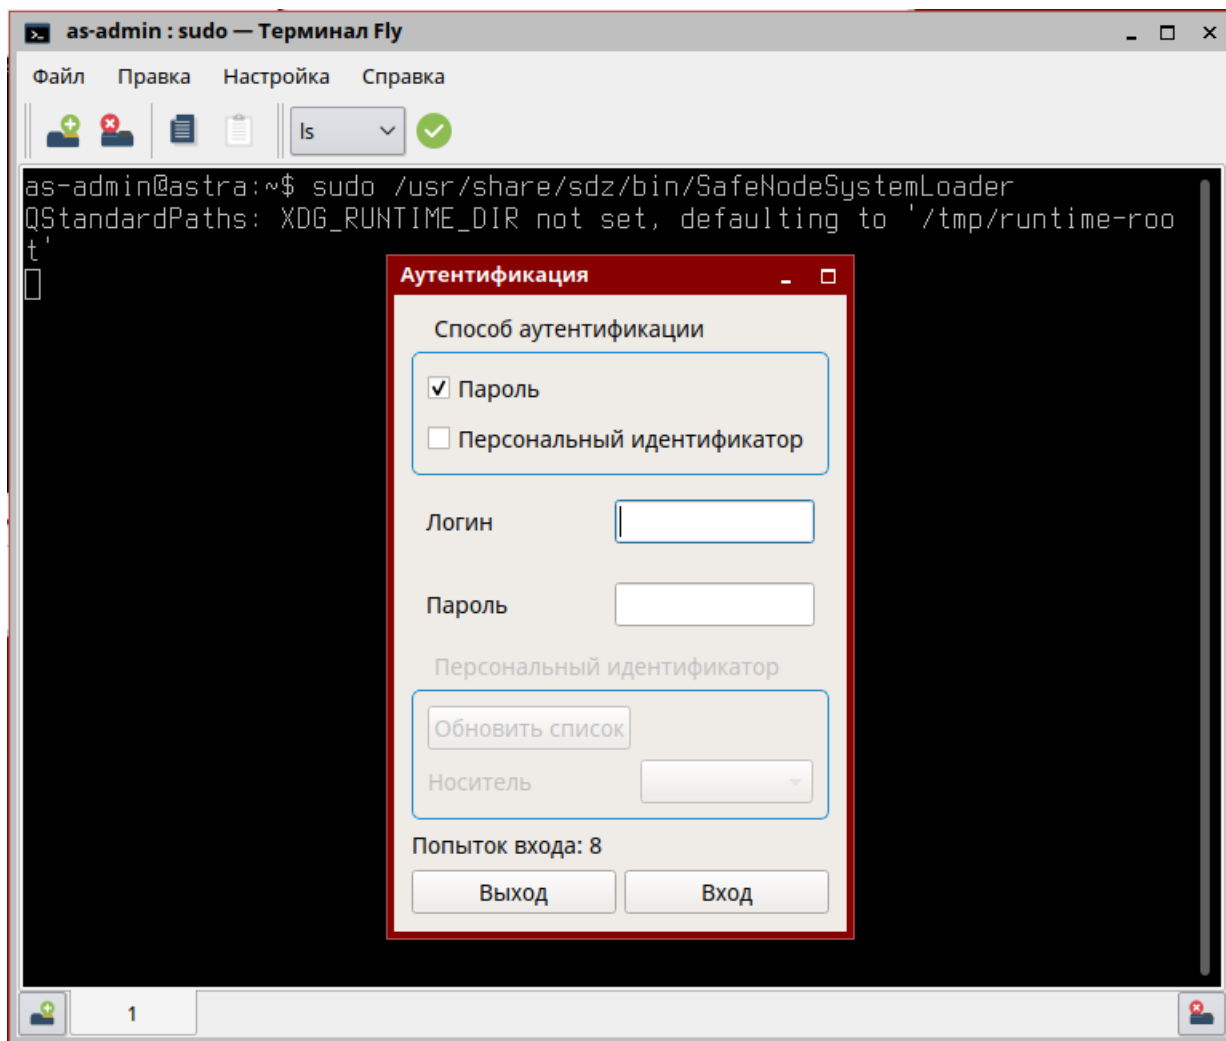 as-admin : sudo — Терминал Fly
Файл Правка Настройка Справка
ls
as-admin@astra:~$ sudo /usr/share/sdz/bin/SafeNodeSystemLoader
QStandardPaths: XDG_RUNTIME_DIR not set, defaulting to '/tmp/runtime-roo
t'
Аутентификация
Способ аутентификации
Пароль
Персональный идентификатор
Логин
Пароль
Персональный идентификатор
Обновить список
Носитель
Попыток входа: 8
Выход Вход
1